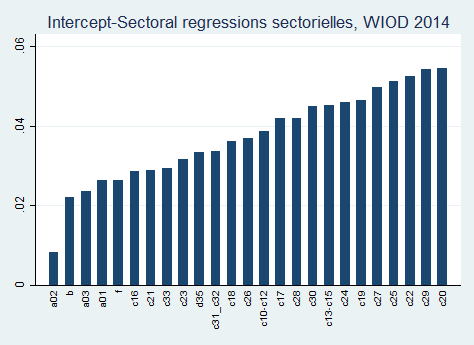 Intercept-Sectoral regressions sectorielles, WIOD 2014
.06
.04
.02
0
a02
b
a03
a01
f
c16
c21
c33
c23
d35
c31_c32
c18
c26
c10-c12
c17
c28
c30
c13-c15
c24
c19
c27
c25
c22
c29
c20